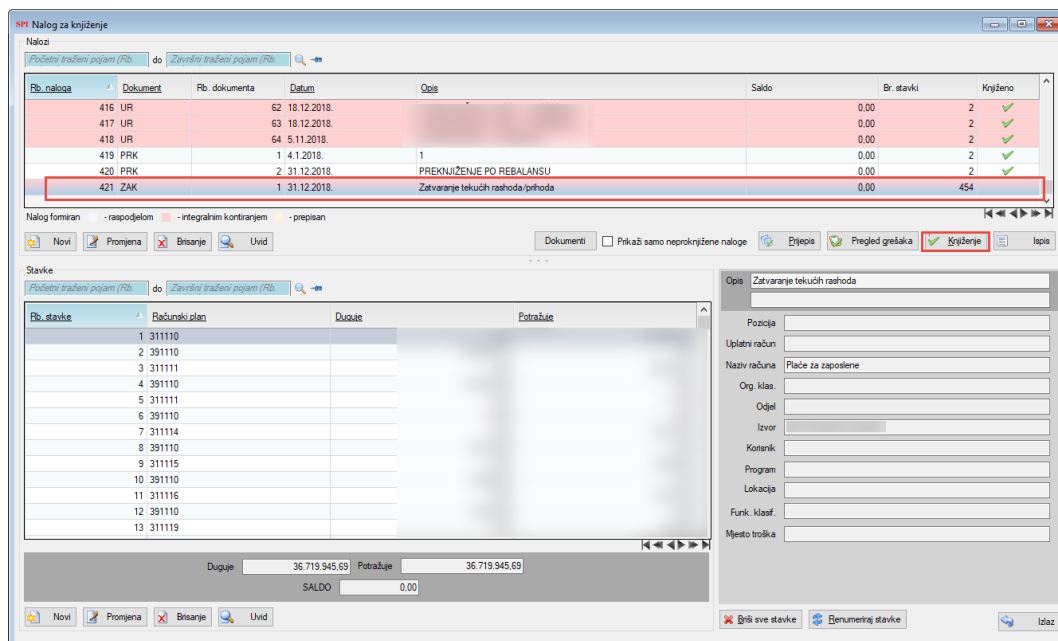 SPI Nalog za knjiženje
Nalozi
Početni traženi pojam (Rb. do Završni traženi pojam (Rb.
Rb. naloga Dokument Rb. dokumenta Datum Opis Saldo Br. stavki Knjiženo
416 UR 62 18.12.2018. 0,00 2
417 UR 63 18.12.2018. 0,00 2
418 UR 64 5.11.2018. 0,00 2
419 PRK 1 4.1.2018. 1 0,00 2
420 PRK 2 31.12.2018. PREKNJIŽENJE PO REBALANSU 0,00 2
421 ZAK 1 31.12.2018. Zatvaranje tekućih rashoda/prihoda 0,00 454
Nalog formiran - raspodjelom - integralnim kontiranjem - prepisan
Novi Promjena Brisanje Uvid Dokumenti Prikaži samo neproknjižene naloge Prijepis Pregled grešaka Knjiženje Ispis
Stavke
Početni traženi pojam (Rb. do Završni traženi pojam (Rb.
Rb. stavke Računski plan Duguje Potražuje
1 311110
2 391110
3 311111
4 391110
5 311111
6 391110
7 311114
8 391110
9 311115
10 391110
11 311116
12 391110
13 311119
Duguje 36.719.945,69 Potražuje 36.719.945,69
SALDO 0,00
Novi Promjena Brisanje Uvid
Opis Zatvaranje tekućih rashoda
Pozicija
Uplatni račun
Naziv računa Plaće za zaposlene
Org. klas.
Odjel
Izvor
Korisnik
Program
Lokacija
Funk. klasif.
Mjesto troška
Briši sve stavke Renumeriraj stavke Izlaz